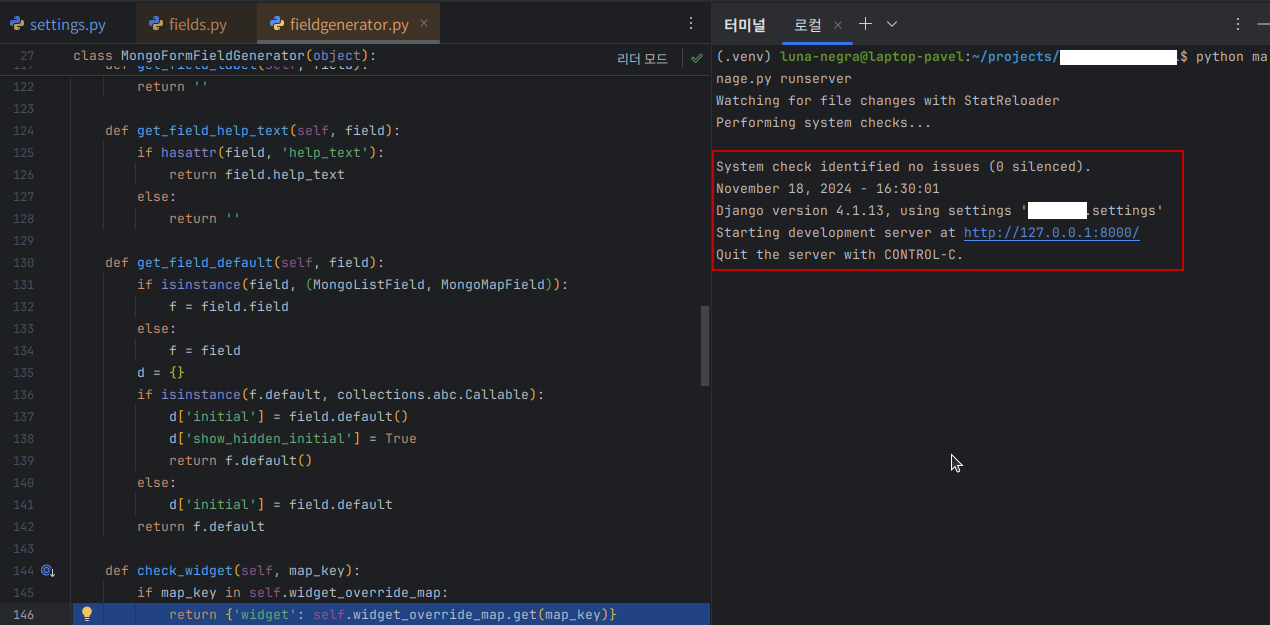 settings.py
fields.py
fieldgenerator.py
27 class MongoFormFieldGenerator(object):
리더 모드
117 def get_field_label(self, field):
122 return ''
123
124 def get_field_help_text(self, field):
125 if hasattr(field, 'help_text'):
126 return field.help_text
127 else:
128 return ''
129
130 def get_field_default(self, field):
131 if isinstance(field, (MongoListField, MongoMapField)):
132 f = field.field
133 else:
134 f = field
135 d = {}
136 if isinstance(f.default, collections.abc.Callable):
137 d['initial'] = field.default()
138 d['show_hidden_initial'] = True
139 return f.default()
140 else:
141 d['initial'] = field.default
142 return f.default
143
144 def check_widget(self, map_key):
145 if map_key in self.widget_override_map:
146 return {'widget': self.widget_override_map.get(map_key)}
터미널 로컬
(.venv) luna-negra@laptop-pavel:~/projects/ $ python ma
nage.py runserver
Watching for file changes with StatReloader
Performing system checks...
System check identified no issues (0 silenced).
November 18, 2024 - 16:30:01
Django version 4.1.13, using settings ' .settings'
Starting development server at http://127.0.0.1:8000/
Quit the server with CONTROL-C.